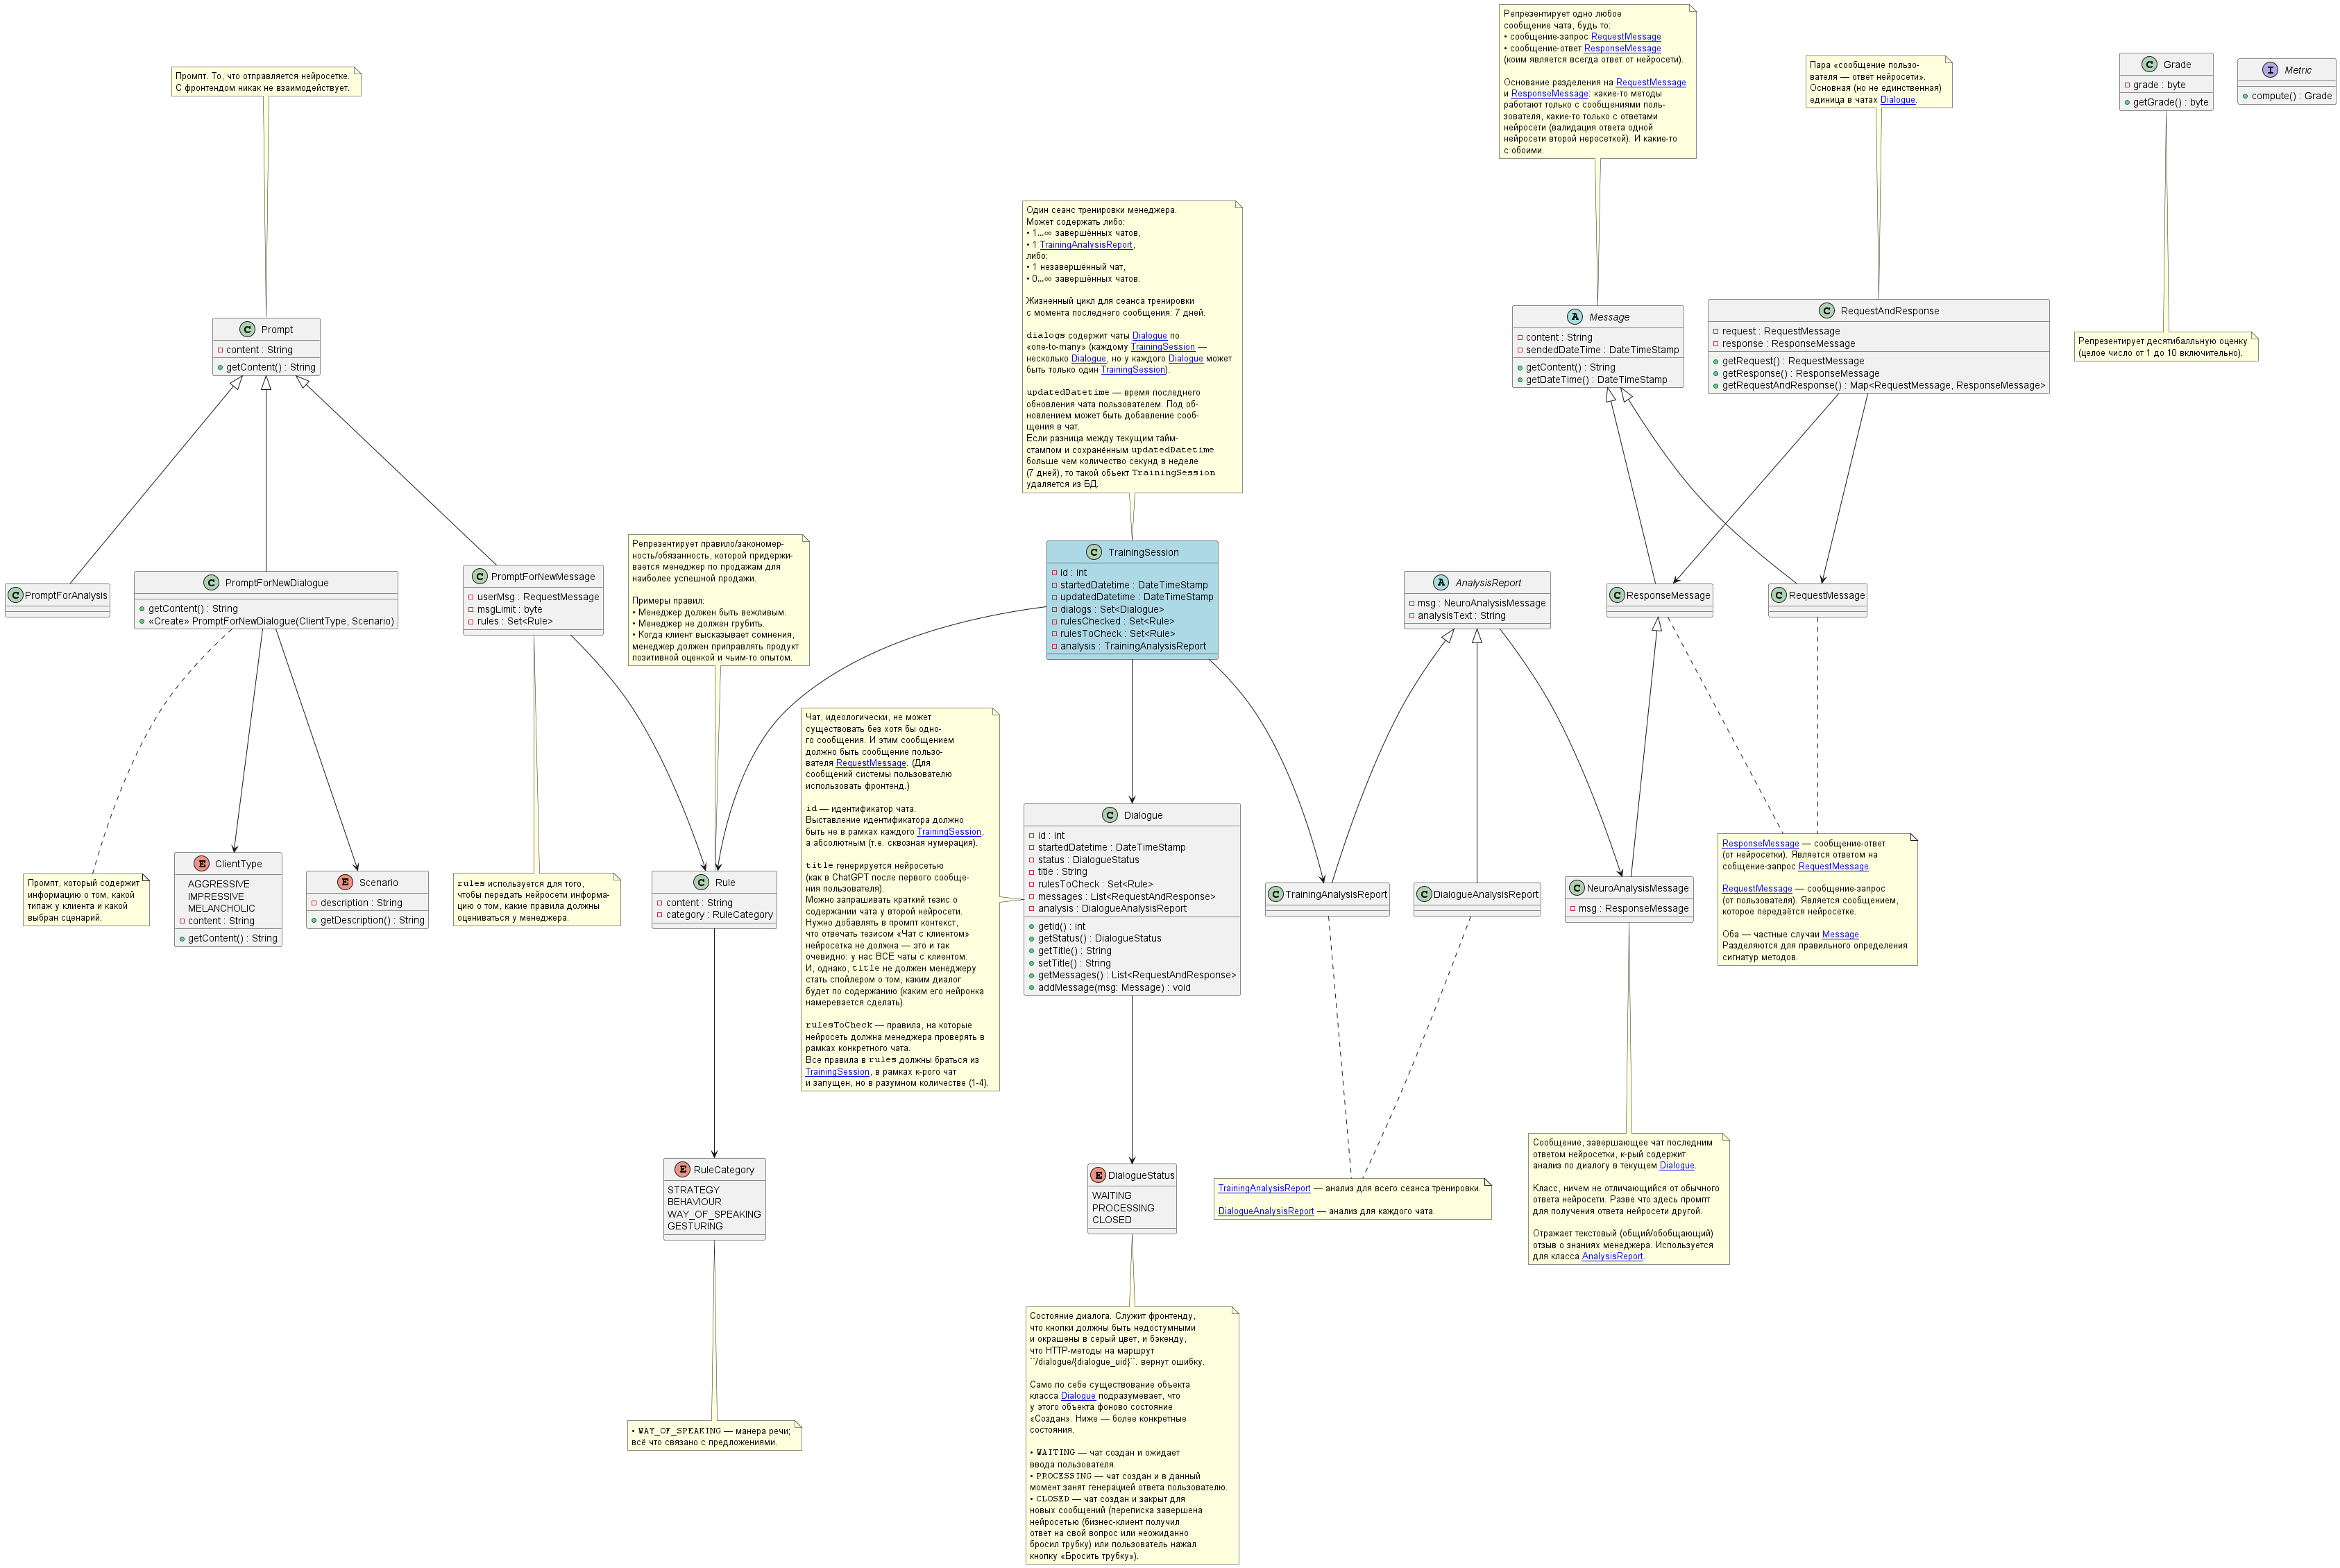 Промпт. То, что отправляется нейросетке.
С фронтендом никак не взаимодействует.
Prompt
content : String
getContent() : String
PromptForAnalysis
PromptForNewDialogue
getContent() : String
«Create» PromptForNewDialogue(ClientType, Scenario)
PromptForNewMessage
userMsg : RequestMessage
msgLimit : byte
rules : Set<Rule>
Промпт, который содержит
информацию о том, какой
типаж у клиента и какой
выбран сценарий.
ClientType
AGGRESSIVE
IMPRESSIVE
MELANCHOLIC
content : String
getContent() : String
Scenario
description : String
getDescription() : String
rules используется для того,
чтобы передать нейросети информа-
цию о том, какие правила должны
оцениваться у менеджера.
Репрезентирует правило/закономер-
ность/обязанность, которой придержи-
вается менеджер по продажам для
наиболее успешной продажи.
Примеры правил:
• Менеджер должен быть вежливым.
• Менеджер не должен грубить.
• Когда клиент высказывает сомнения,
менеджер должен приправлять продукт
позитивной оценкой и чьим-то опытом.
Rule
content : String
category : RuleCategory
RuleCategory
STRATEGY
BEHAVIOUR
WAY_OF_SPEAKING
GESTURING
• WAY_OF_SPEAKING — манера речи;
всё что связано с предложениями.
Один сеанс тренировки менеджера.
Может содержать либо:
• 1...∞ завершённых чатов,
• 1 TrainingAnalysisReport,
либо:
• 1 незавершённый чат,
• 0...∞ завершённых чатов.
Жизненный цикл для сеанса тренировки
с момента последнего сообщения: 7 дней.
dialogs содержит чаты Dialogue по
«one-to-many» (каждому TrainingSession —
несколько Dialogue, но у каждого Dialogue может
быть только один TrainingSession).
updatedDatetime — время последнего
обновления чата пользователем. Под об-
новлением может быть добавление сооб-
щения в чат.
Если разница между текущим тайм-
стампом и сохранённым updatedDatetime
больше чем количество секунд в неделе
(7 дней), то такой объект TrainingSession
удаляется из БД.
TrainingSession
id : int
startedDatetime : DateTimeStamp
updatedDatetime : DateTimeStamp
dialogs : Set<Dialogue>
rulesChecked : Set<Rule>
rulesToCheck : Set<Rule>
analysis : TrainingAnalysisReport
Чат, идеологически, не может
существовать без хотя бы одно-
го сообщения. И этим сообщением
должно быть сообщение пользо-
вателя RequestMessage. (Для
сообщений системы пользователю
использовать фронтенд.)
id — идентификатор чата.
Выставление идентификатора должно
быть не в рамках каждого TrainingSession,
а абсолютным (т.е. сквозная нумерация).
title генерируется нейросетью
(как в ChatGPT после первого сообще-
ния пользователя).
Можно запрашивать краткий тезис о
содержании чата у второй нейросети.
Нужно добавлять в промпт контекст,
что отвечать тезисом «Чат с клиентом»
нейросетка не должна — это и так
очевидно: у нас ВСЕ чаты с клиентом.
И, однако, title не должен менеджеру
стать спойлером о том, каким диалог
будет по содержанию (каким его нейронка
намеревается сделать).
rulesToCheck — правила, на которые
нейросеть должна менеджера проверять в
рамках конкретного чата.
Все правила в rules должны браться из
TrainingSession, в рамках к-рого чат
и запущен, но в разумном количестве (1-4).
Dialogue
id : int
startedDatetime : DateTimeStamp
status : DialogueStatus
title : String
rulesToCheck : Set<Rule>
messages : List<RequestAndResponse>
analysis : DialogueAnalysisReport
getId() : int
getStatus() : DialogueStatus
getTitle() : String
setTitle() : String
getMessages() : List<RequestAndResponse>
addMessage(msg: Message) : void
DialogueStatus
WAITING
PROCESSING
CLOSED
Состояние диалога. Служит фронтенду,
что кнопки должны быть недостумными
и окрашены в серый цвет, и бэкенду,
что HTTP-методы на маршрут
``/dialogue/{dialogue_uid}``. вернут ошибку.
Само по себе существование объекта
класса Dialogue подразумевает, что
у этого объекта фоново состояние
«Создан». Ниже — более конкретные
состояния.
• WAITING — чат создан и ожидает
ввода пользователя.
• PROCESSING — чат создан и в данный
момент занят генерацией ответа пользователю.
• CLOSED — чат создан и закрыт для
новых сообщений (переписка завершена
нейросетью (бизнес-клиент получил
ответ на свой вопрос или неожиданно
бросил трубку) или пользователь нажал
кнопку «Бросить трубку»).
AnalysisReport
msg : NeuroAnalysisMessage
analysisText : String
TrainingAnalysisReport
DialogueAnalysisReport
TrainingAnalysisReport — анализ для всего сеанса тренировки.
DialogueAnalysisReport — анализ для каждого чата.
Репрезентирует одно любое
сообщение чата, будь то:
• сообщение-запрос RequestMessage
• сообщение-ответ ResponseMessage
(коим является всегда ответ от нейросети).
Основание разделения на RequestMessage
и ResponseMessage: какие-то методы
работают только с сообщениями поль-
зователя, какие-то только с ответами
нейросети (валидация ответа одной
нейросети второй неросеткой). И какие-то
с обоими.
Message
content : String
sendedDateTime : DateTimeStamp
getContent() : String
getDateTime() : DateTimeStamp
Пара «сообщение пользо-
вателя — ответ нейросети».
Основная (но не единственная)
единица в чатах Dialogue.
RequestAndResponse
request : RequestMessage
response : ResponseMessage
getRequest() : RequestMessage
getResponse() : ResponseMessage
getRequestAndResponse() : Map<RequestMessage, ResponseMessage>
ResponseMessage
RequestMessage
NeuroAnalysisMessage
msg : ResponseMessage
ResponseMessage — сообщение-ответ
(от нейросетки). Является ответом на
собщение-запрос RequestMessage.
RequestMessage — сообщение-запрос
(от пользователя). Является сообщением,
которое передаётся нейросетке.
Оба — частные случаи Message.
Разделяются для правильного определения
сигнатур методов.
Сообщение, завершающее чат последним
ответом нейросетки, к-рый содержит
анализ по диалогу в текущем Dialogue.
Класс, ничем не отличающийся от обычного
ответа нейросети. Разве что здесь промпт
для получения ответа нейросети другой.
Отражает текстовый (общий/обобщающий)
отзыв о знаниях менеджера. Используется
для класса AnalysisReport.
Grade
grade : byte
getGrade() : byte
Репрезентирует десятибалльную оценку
(целое число от 1 до 10 включительно).
Metric
compute() : Grade